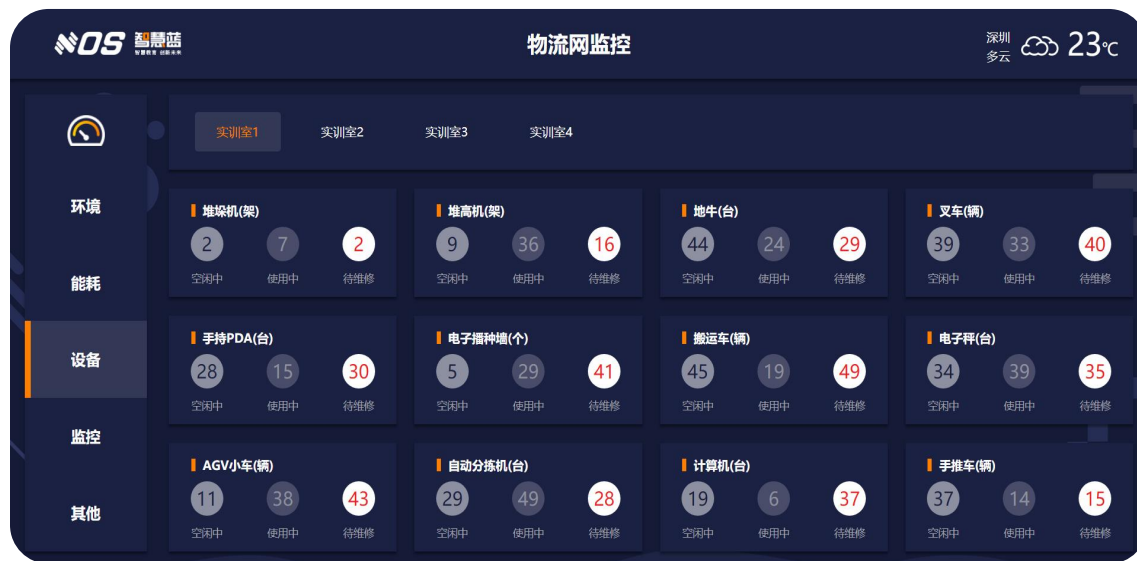 NOS 智慧蓝
智慧教育 创新未来
物流网监控
深圳
多云
23℃
环境
能耗
设备
监控
其他
实训室1 实训室2 实训室3 实训室4
堆垛机(架) 堆高机(架) 地牛(台) 叉车(辆)
2 7 2 9 36 16 44 24 29 39 33 40
空闲中 使用中 待维修 空闲中 使用中 待维修 空闲中 使用中 待维修 空闲中 使用中 待维修
手持PDA(台) 电子播种墙(个) 搬运车(辆) 电子秤(台)
28 15 30 5 29 41 45 19 49 34 39 35
空闲中 使用中 待维修 空闲中 使用中 待维修 空闲中 使用中 待维修 空闲中 使用中 待维修
AGV小车(辆) 自动分拣机(台) 计算机(台) 手推车(辆)
11 38 43 29 49 28 19 6 37 37 14 15
空闲中 使用中 待维修 空闲中 使用中 待维修 空闲中 使用中 待维修 空闲中 使用中 待维修